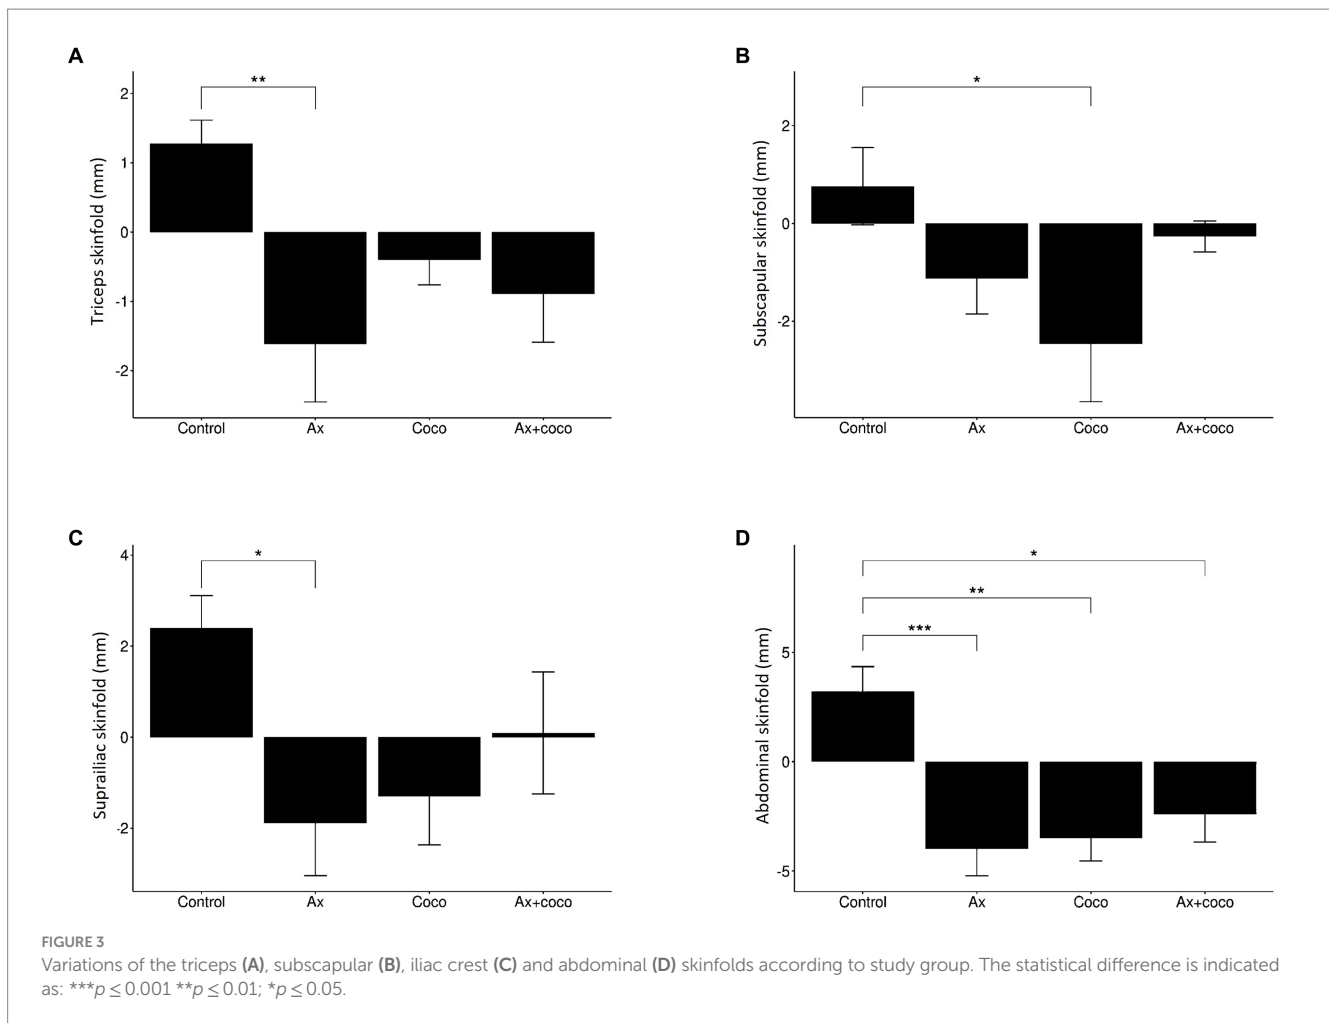 A
**
Triceps skinfold (mm)
2
1
0
-1
-2
Control Ax Coco Ax+coco
B
*
Subscapular skinfold (mm)
2
0
-2
Control Ax Coco Ax+coco
C
*
Suprailiac skinfold (mm)
4
2
0
-2
Control Ax Coco Ax+coco
D
*
**
***
Abdominal skinfold (mm)
5
0
-5
Control Ax Coco Ax+coco
FIGURE 3
Variations of the triceps (A), subscapular (B), iliac crest (C) and abdominal (D) skinfolds according to study group. The statistical difference is indicated
as: ***p ≤ 0.001 **p ≤ 0.01; *p ≤ 0.05.